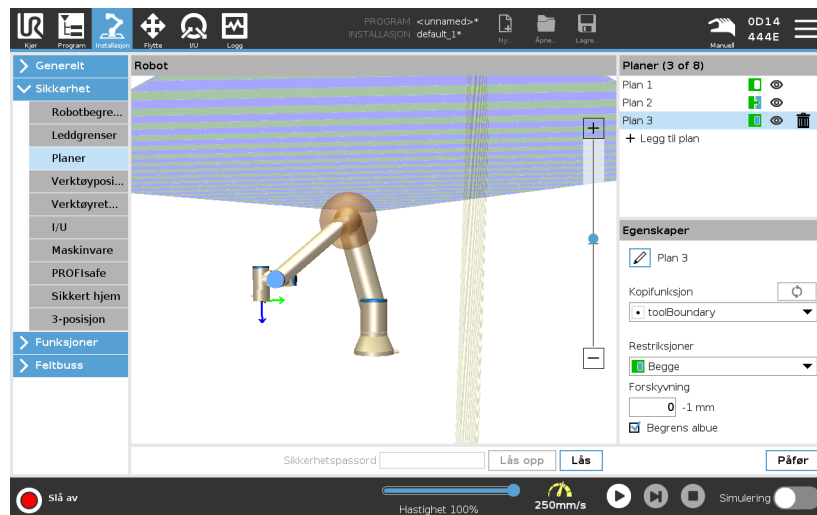 PROGRAM <unnamed>*
INSTALLASJON default_1*
Ny...
Åpne...
Lagre...
Kjør
Program
Installasjon
Flytte
I/U
Logg
Manuell
0D14
444E
Generelt
Sikkerhet
Robotbegre...
Leddgrenser
Planer
Verktøyposi...
Verktøyret...
I/U
Maskinvare
PROFIsafe
Sikkert hjem
3-posisjon
Funksjoner
Feltbuss
Robot
Sikkerhetspassord
Lås opp
Lås
Planer (3 of 8)
Plan 1
Plan 2
Plan 3
+ Legg til plan
Egenskaper
Plan 3
Kopifunksjon
toolBoundary
Restriksjoner
Begge
Forskyvning
0 -1 mm
Begrens albue
Påfør
Slå av
Hastighet 100%
250mm/s
Simulering